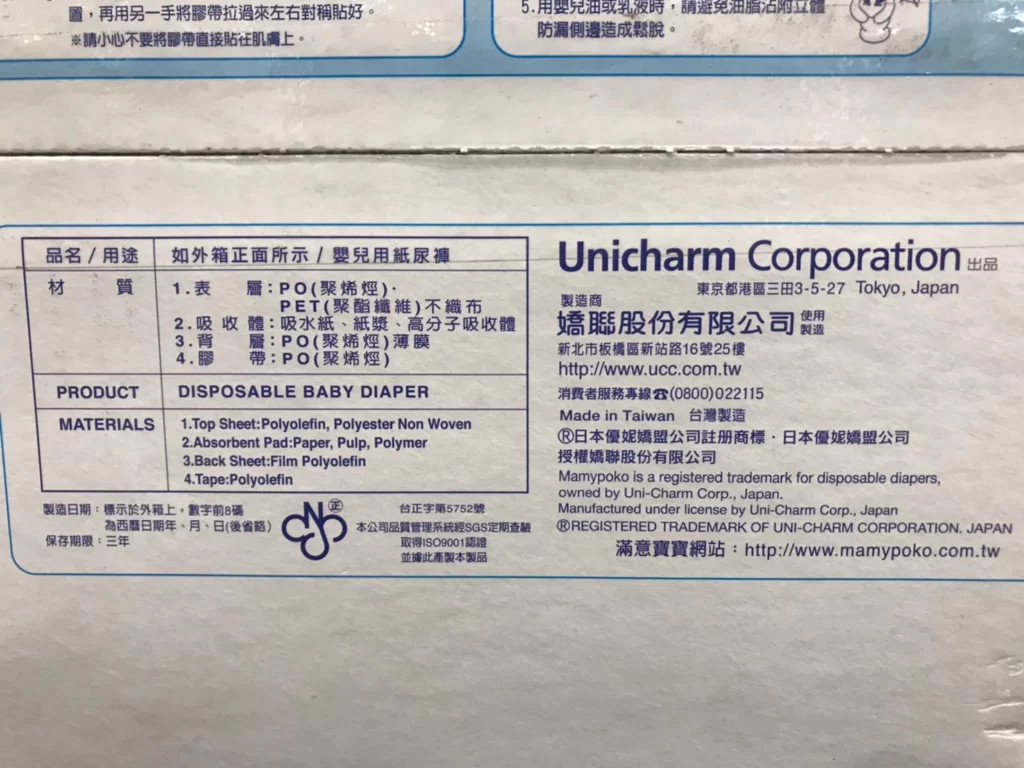 置，再用另一手將膠帶拉過來左右對稱貼好。
※請小心不要將膠帶直接貼在肌膚上。
5.用嬰兒油或乳液時，請避免油脂沾附立體
防漏側邊造成鬆脫。
品名/用途 如外箱正面所示/嬰兒用紙尿褲
材質 1.表層：PO(聚烯烴)·
PET(聚酯纖維)不織布
2.吸收體：吸水紙、紙漿、高分子吸收體
3.背層：PO(聚烯烴)薄膜
4.膠帶：PO(聚烯烴)
PRODUCT DISPOSABLE BABY DIAPER
MATERIALS 1.Top Sheet:Polyolefin, Polyester Non Woven
2.Absorbent Pad:Paper, Pulp, Polymer
3.Back Sheet:Film Polyolefin
4.Tape:Polyolefin
製造日期：標示於外箱上，數字前8碼
為西曆日期年、月、日(後省略)
保存期限：三年
正
台正字第5752號
本公司品質管理系統經SGS定期查驗
取得ISO9001認證
並據此產製本製品
Unicharm Corporation 出品
東京都港區三田3-5-27 Tokyo, Japan
製造商
嬌聯股份有限公司 使用製造
新北市板橋區新站路16號25樓
http://www.ucc.com.tw
消費者服務專線☎(0800)022115
Made in Taiwan 台灣製造
®日本優妮嬌盟公司註册商標·日本優妮嬌盟公司
授權嬌聯股份有限公司
Mamypoko is a registered trademark for disposable diapers,
owned by Uni-Charm Corp., Japan.
Manufactured under license by Uni-Charm Corp., Japan
®REGISTERED TRADEMARK OF UNI-CHARM CORPORATION. JAPAN
滿意寶寶網站：http://www.mamypoko.com.tw